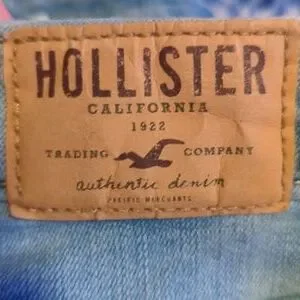 HOLLISTER
CALIFORNIA
1922
TRADING COMPANY
authentic denim
PACIFIC MERCHANTS